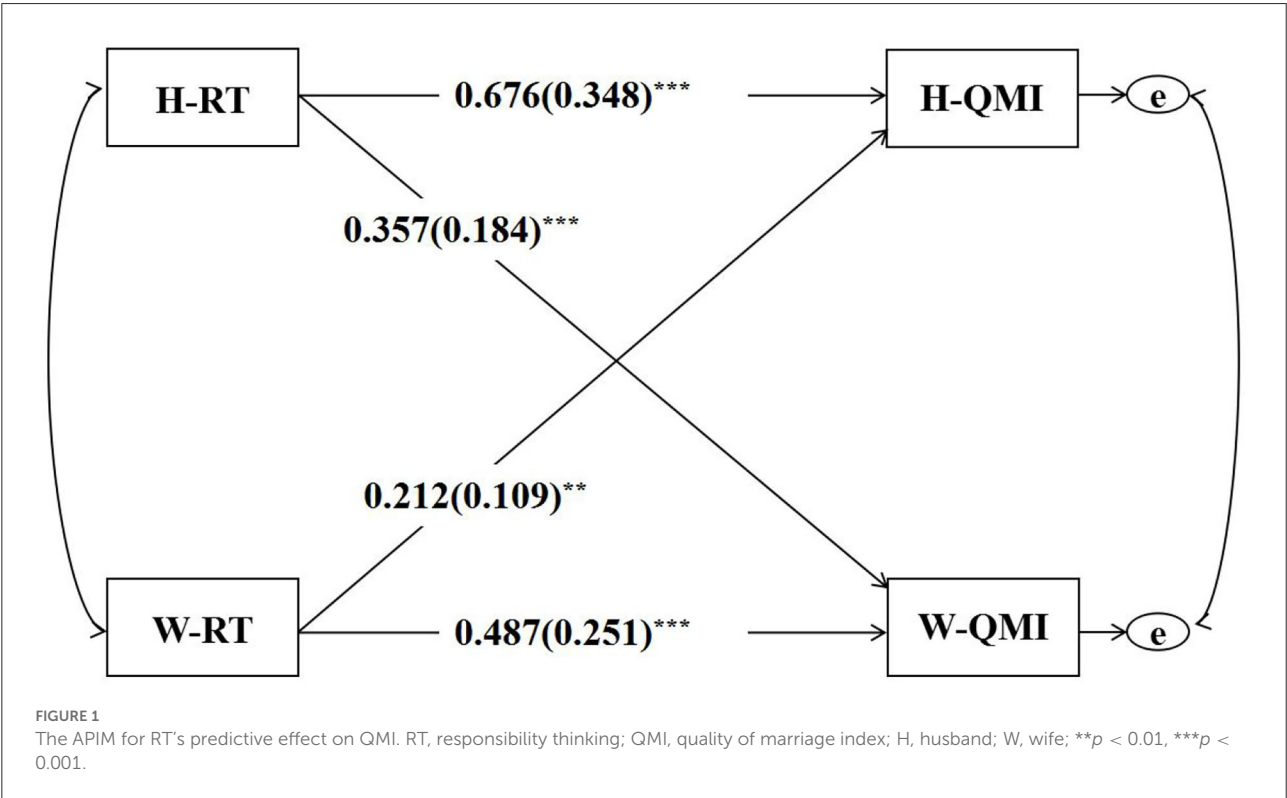 H-RT
0.676(0.348)***
H-QMI
e
0.357(0.184)***
0.212(0.109)**
W-RT
0.487(0.251)***
W-QMI
e
FIGURE 1
The APIM for RT's predictive effect on QMI. RT, responsibility thinking; QMI, quality of marriage index; H, husband; W, wife; **p < 0.01, ***p <
0.001.